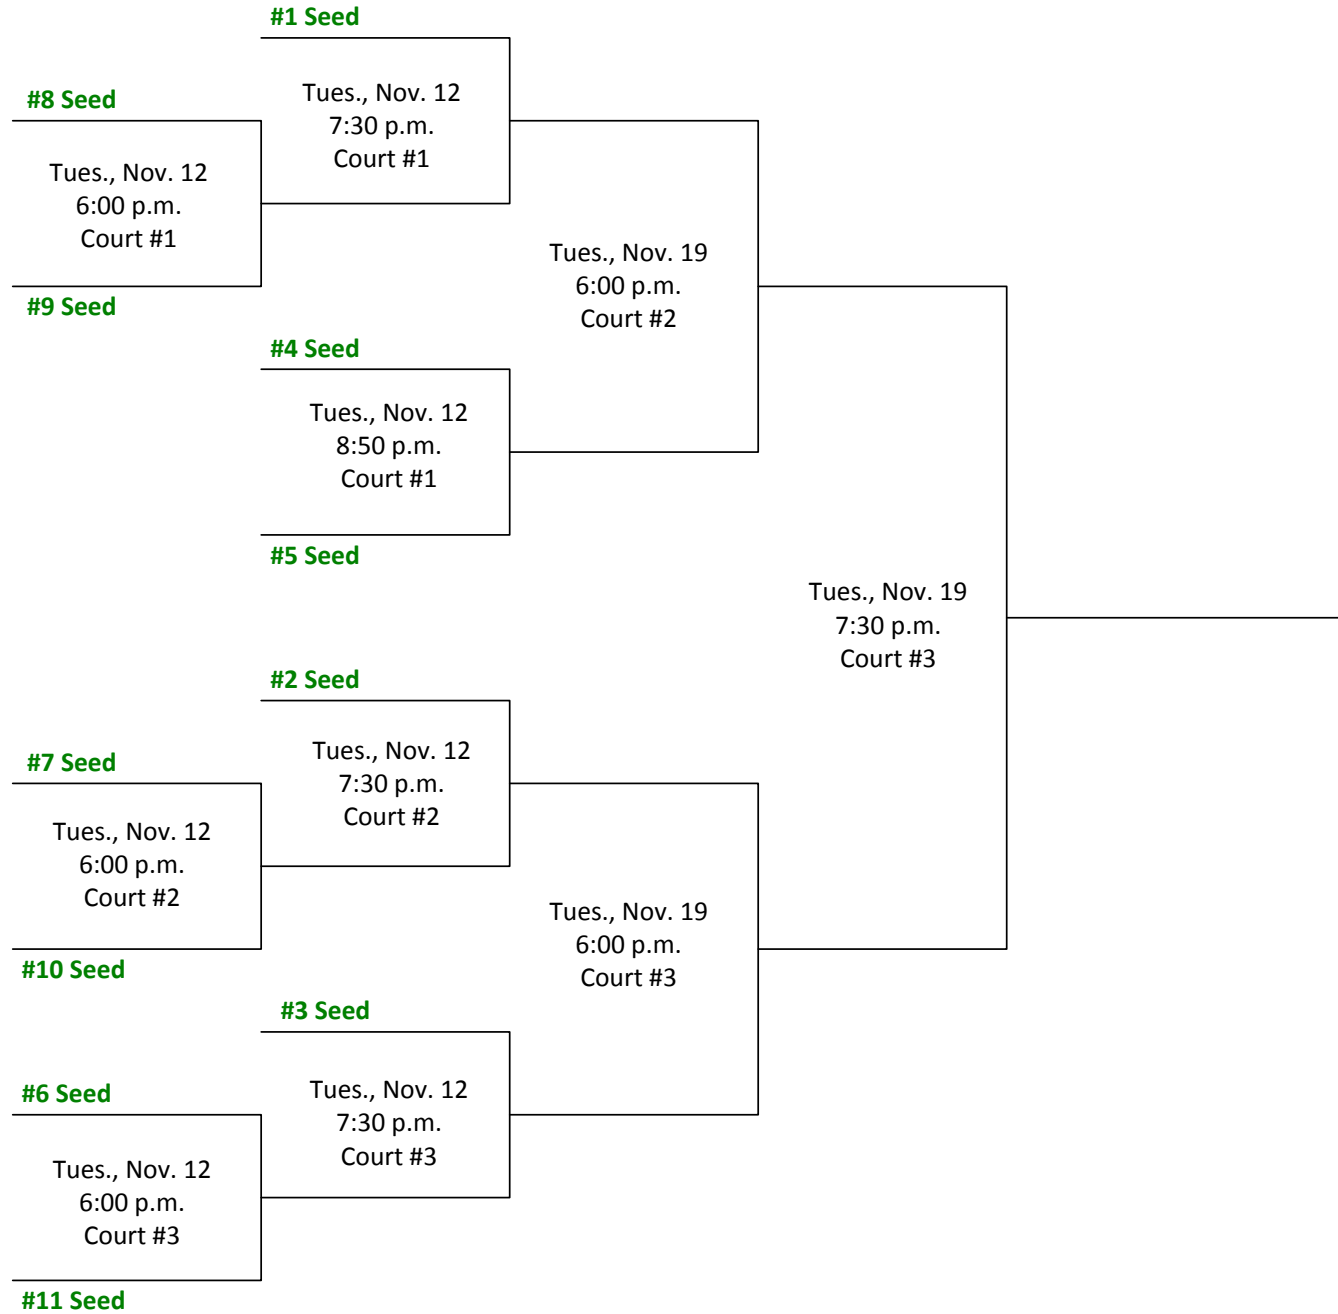 #1 Seed
#8 Seed
Tues., Nov. 12
7:30 p.m.
Court #1
Tues., Nov. 12
6:00 p.m.
Court #1
#9 Seed
Tues., Nov. 19
6:00 p.m.
Court #2
#4 Seed
Tues., Nov. 12
8:50 p.m.
Court #1
#5 Seed
Tues., Nov. 19
7:30 p.m.
Court #3
#2 Seed
#7 Seed
Tues., Nov. 12
7:30 p.m.
Court #2
Tues., Nov. 12
6:00 p.m.
Court #2
#10 Seed
Tues., Nov. 19
6:00 p.m.
Court #3
#3 Seed
#6 Seed
Tues., Nov. 12
7:30 p.m.
Court #3
Tues., Nov. 12
6:00 p.m.
Court #3
#11 Seed